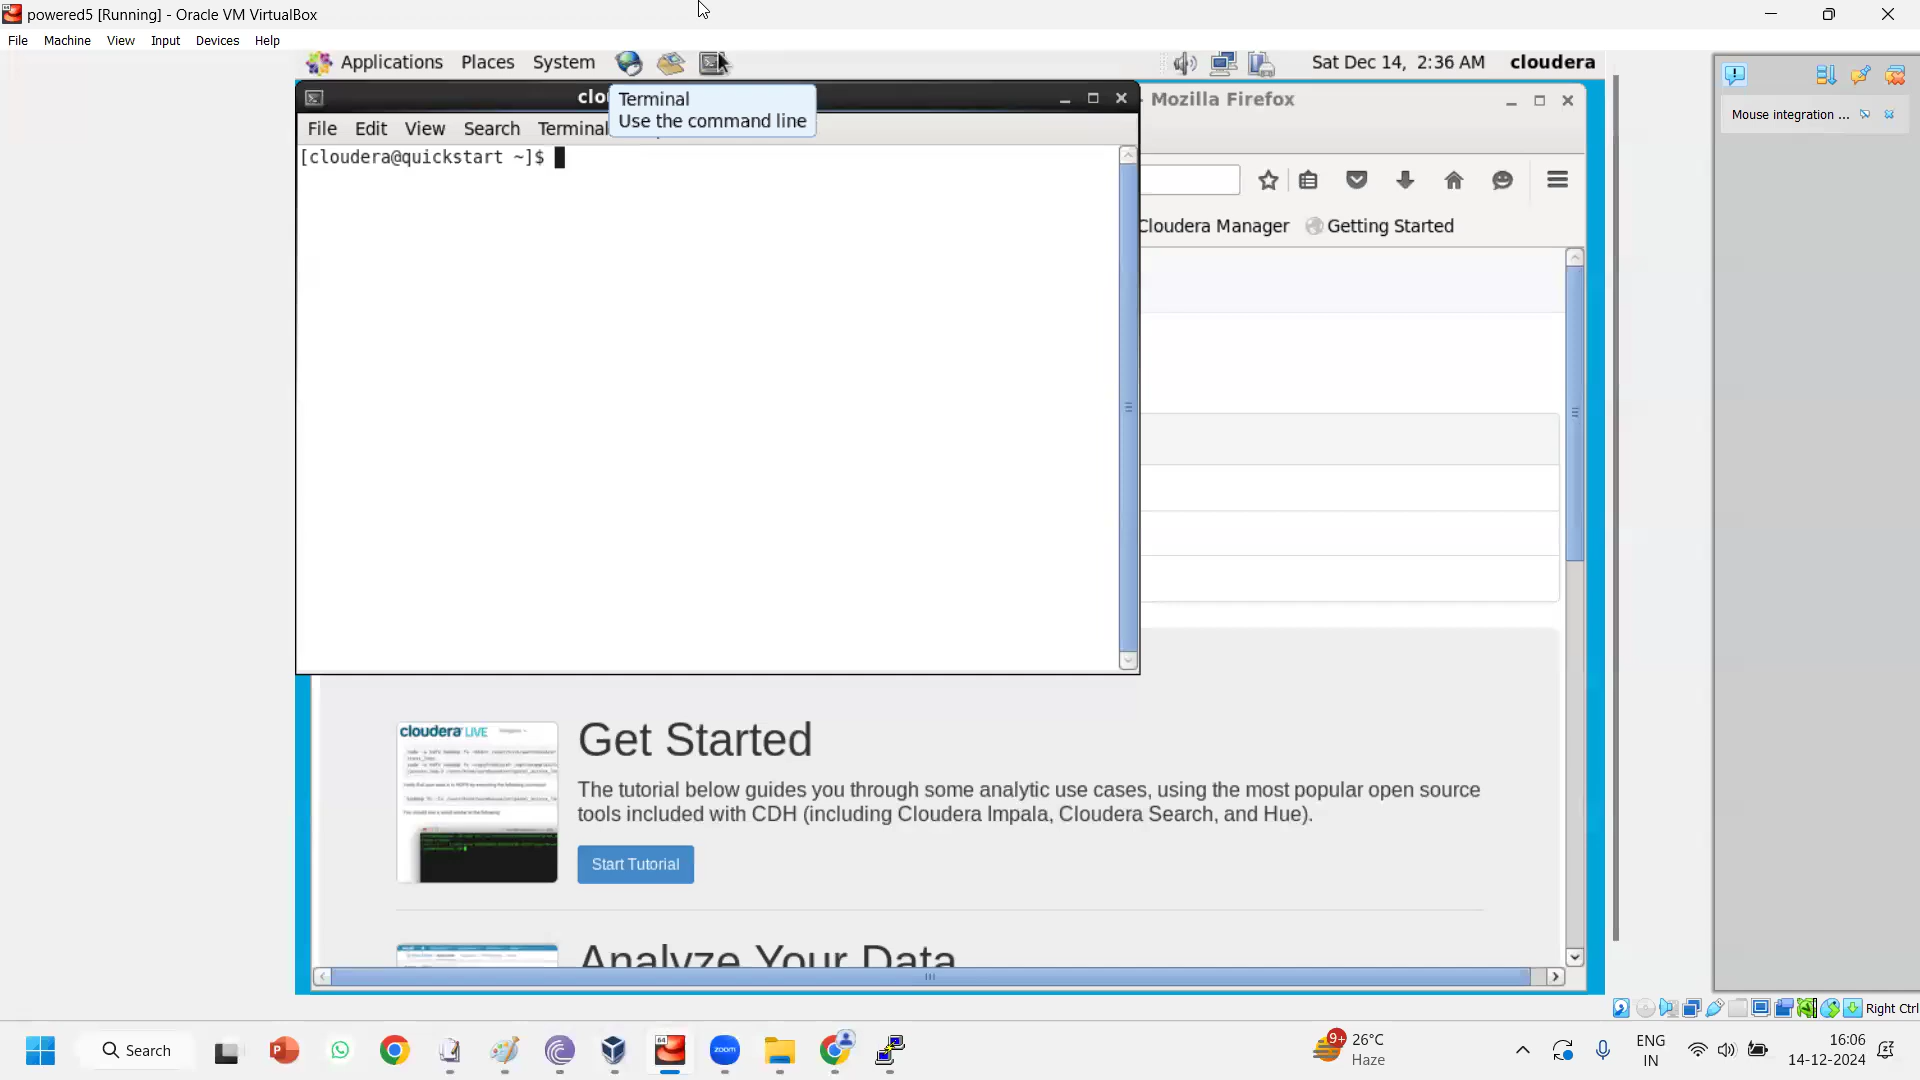 powered5 [Running] - Oracle VM VirtualBox
File Machine View Input Devices Help
Applications Places System Sat Dec 14, 2:36 AM cloudera
clo
Mozilla Firefox
Terminal
Use the command line
File Edit View Search Terminal
Mouse integration ...
[cloudera@quickstart ~]$
Cloudera Manager Getting Started
cloudera LIVE
Get Started
The tutorial below guides you through some analytic use cases, using the most popular open source
tools included with CDH (including Cloudera Impala, Cloudera Search, and Hue).
Start Tutorial
Analyze Your Data
Right Ctrl
Search
zoom
9+
26°C
Haze
ENG
IN
16:06
14-12-2024